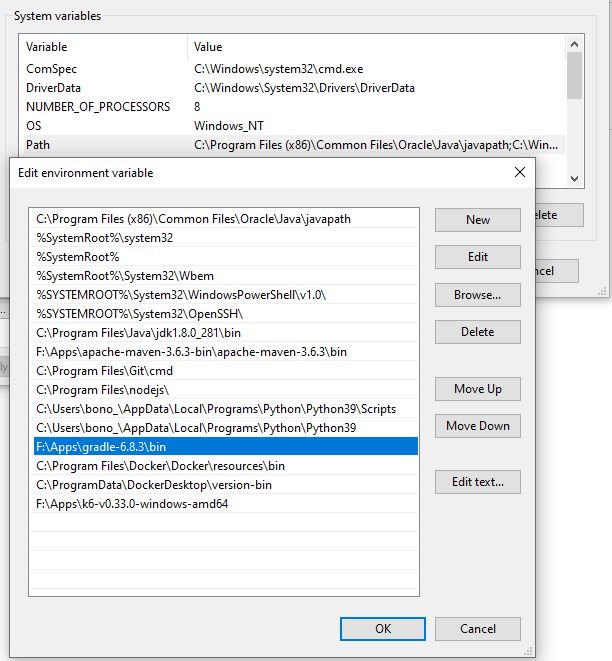 System variables
Variable Value
ComSpec C:\Windows\system32\cmd.exe
DriverData C:\Windows\System32\Drivers\DriverData
NUMBER_OF_PROCESSORS 8
OS Windows_NT
Path C:\Program Files (x86)\Common Files\Oracle\Java\javapath;C:\Win...
elete
ncel
Edit environment variable
C:\Program Files (x86)\Common Files\Oracle\Java\javapath
%SystemRoot%\system32
%SystemRoot%
%SystemRoot%\System32\Wbem
%SYSTEMROOT%\System32\WindowsPowerShell\v1.0\
%SYSTEMROOT%\System32\OpenSSH\
C:\Program Files\Java\jdk1.8.0_281\bin
F:\Apps\apache-maven-3.6.3-bin\apache-maven-3.6.3\bin
C:\Program Files\Git\cmd
C:\Program Files\nodejs\
C:\Users\bono_\AppData\Local\Programs\Python\Python39\Scripts
C:\Users\bono_\AppData\Local\Programs\Python\Python39
F:\Apps\gradle-6.8.3\bin
C:\Program Files\Docker\Docker\resources\bin
C:\ProgramData\DockerDesktop\version-bin
F:\Apps\k6-v0.33.0-windows-amd64
New
Edit
Browse...
Delete
Move Up
Move Down
Edit text...
OK
Cancel